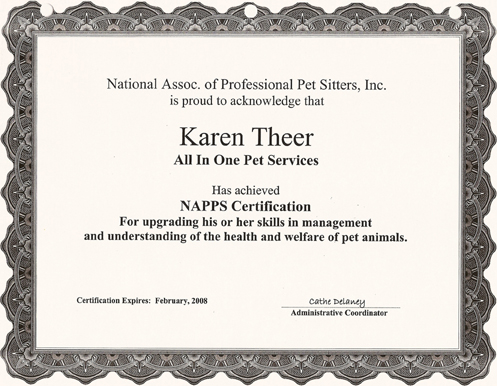 National Assoc. of Professional Pet Sitters, Inc.
is proud to acknowledge that
Karen Theer
All In One Pet Services
Has achieved
NAPPS Certification
For upgrading his or her skills in management
and understanding of the health and welfare of pet animals.
Certification Expires: February, 2008
Cathe Delaney
Administrative Coordinator